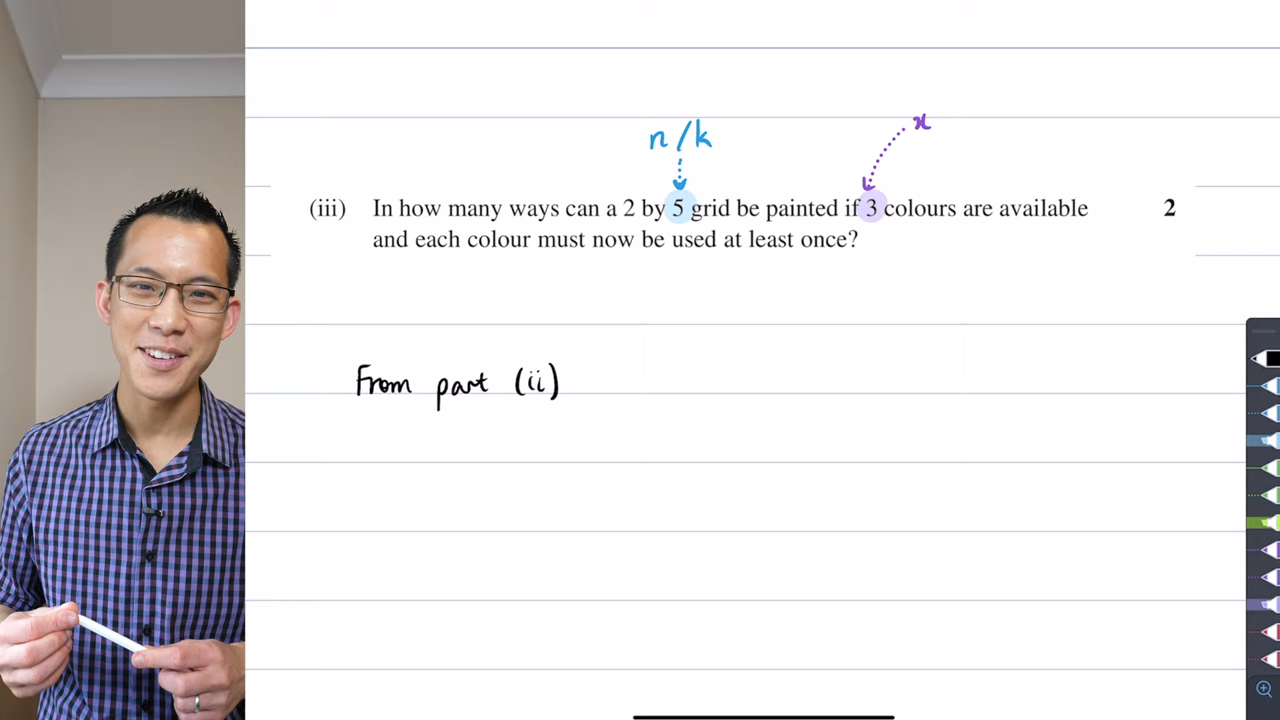 n/k
x
(iii) In how many ways can a 2 by 5 grid be painted if 3 colours are available 2
and each colour must now be used at least once?
From part (ii)